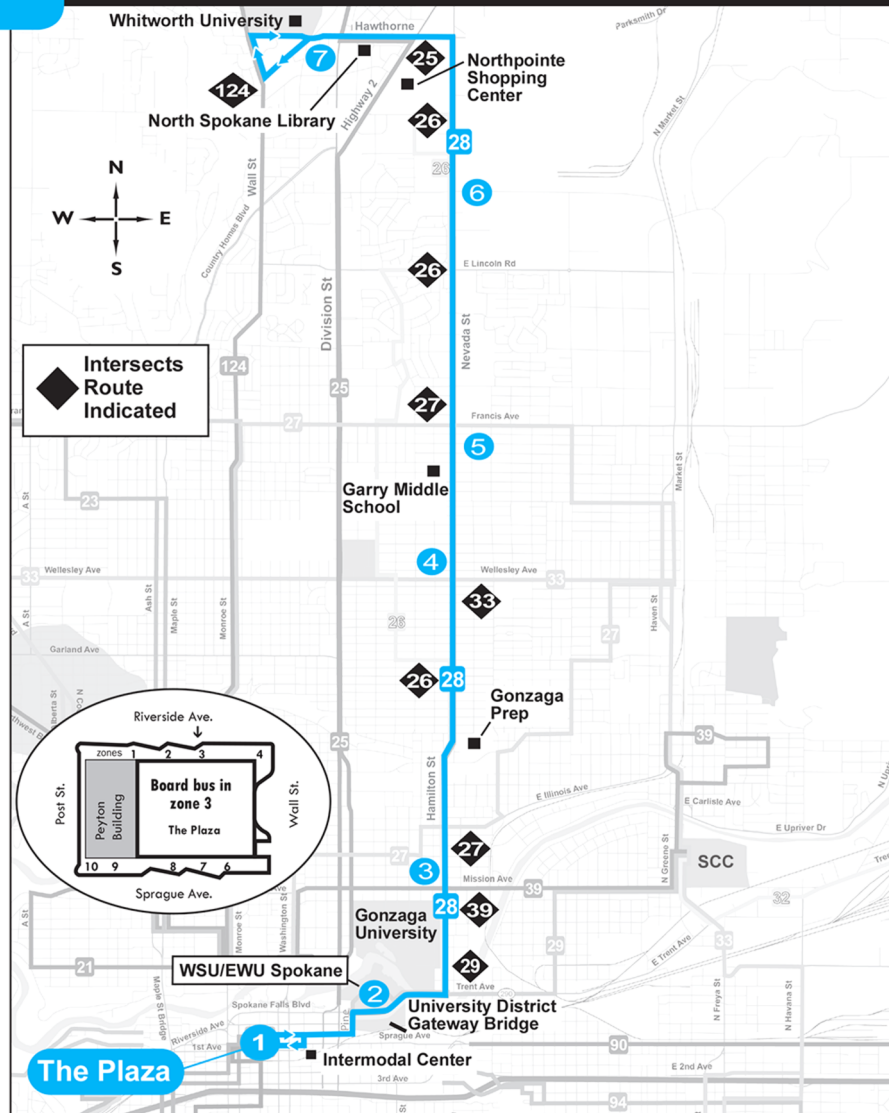 Whitworth University
Hawthorne
Parksmith Dr
7
25
Northpointe
Shopping
Center
124
North Spokane Library
Highway 2
26
28
N Market St
26
N
W
E
S
Wall St
Country Homes Blvd
6
26
E Lincoln Rd
Division St
Nevada St
Intersects
Route
Indicated
124
25
27
27
Francis Ave
5
Market St
Garry Middle
School
23
A St
4
33
Wellesley Ave
Wellesley Ave
33
33
Ash St
Maple St
Monroe St
A St
26
27
Haven St
Garland Ave
26
28
Gonzaga
Prep
Riverside Ave.
zones
1
2
3
4
Post St.
Peyton
Building
Board bus in
zone 3
The Plaza
Wall St.
10
9
8
7
6
Sprague Ave.
25
Hamilton St
39
E Illinois Ave
E Carlisle Ave
E Upriver Dr
27
27
3
Mission Ave
39
N Greene St
SCC
32
A St
Monroe St
Washington St
Gonzaga
University
28
39
29
33
E Trent Ave
21
WSU/EWU Spokane
29
Trent Ave
2
Maple St Bridge
Spokane Falls Blvd
Pine
University District
Gateway Bridge
N Freya St
N Havana St
Riverside Ave
1st Ave
1
Sprague Ave
90
The Plaza
Intermodal Center
3rd Ave
E 2nd Ave
94